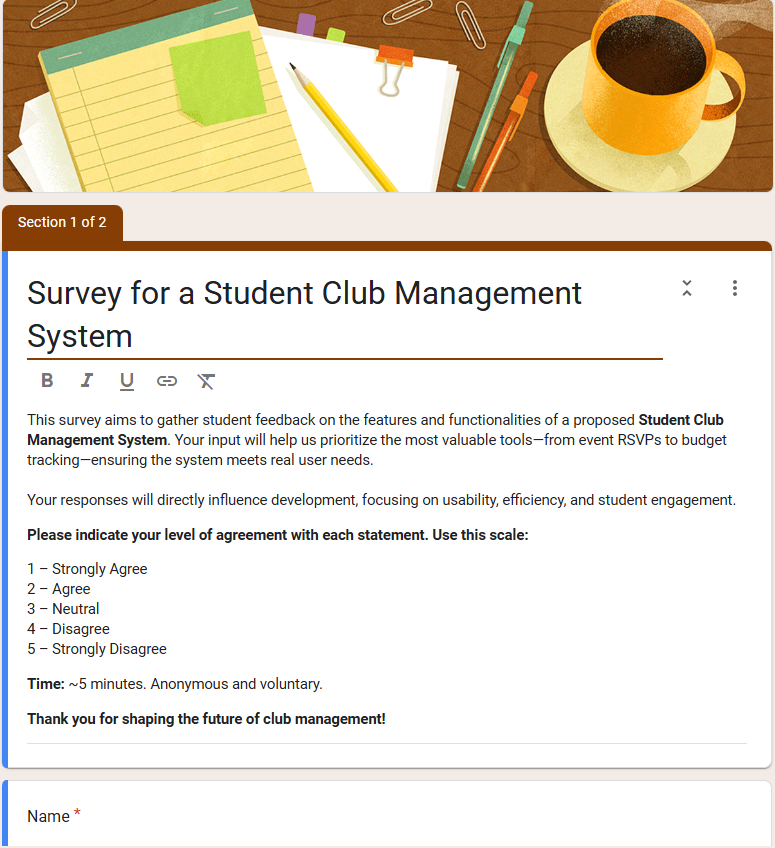 Section 1 of 2
Survey for a Student Club Management
System
B I U
This survey aims to gather student feedback on the features and functionalities of a proposed Student Club
Management System. Your input will help us prioritize the most valuable tools—from event RSVPs to budget
tracking—ensuring the system meets real user needs.
Your responses will directly influence development, focusing on usability, efficiency, and student engagement.
Please indicate your level of agreement with each statement. Use this scale:
1 – Strongly Agree
2 – Agree
3 – Neutral
4 – Disagree
5 – Strongly Disagree
Time: ~5 minutes. Anonymous and voluntary.
Thank you for shaping the future of club management!
Name *